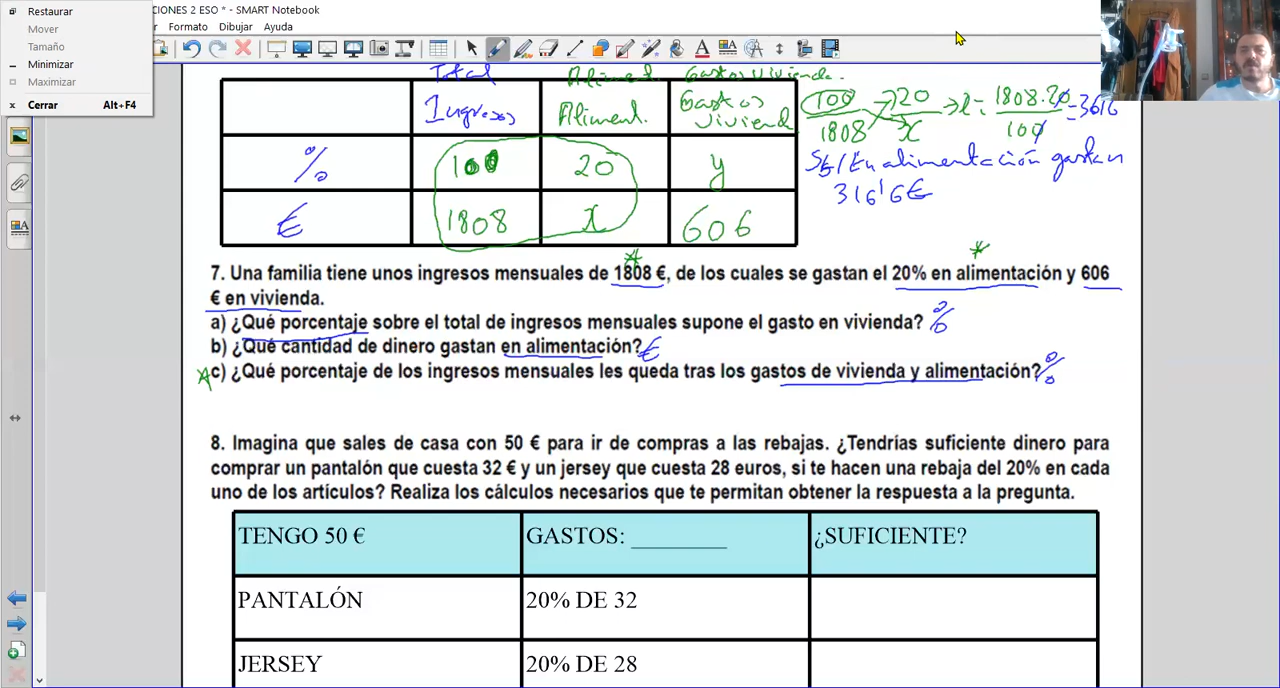 Restaurar
CIONES 2 ESO * - SMART Notebook
Mover
Formato Dibujar Ayuda
Tamaño
Minimizar
Maximizar
Cerrar Alt+F4
Total Aliment. Gastos vivienda.
Ingresos Aliment. Gastos viviend
% 100 20 y
€ 1808 x 606
100 20 1808.20
1808 x 100
En alimentación gastan
7. Una familia tiene unos ingresos mensuales de 1808 €, de los cuales se gastan el 20% en alimentación y 606
€ en vivienda.
a) ¿Qué porcentaje sobre el total de ingresos mensuales supone el gasto en vivienda? %
b) ¿Qué cantidad de dinero gastan en alimentación? €
c) ¿Qué porcentaje de los ingresos mensuales les queda tras los gastos de vivienda y alimentación? %
8. Imagina que sales de casa con 50 € para ir de compras a las rebajas. ¿Tendrías suficiente dinero para
comprar un pantalón que cuesta 32 € y un jersey que cuesta 28 euros, si te hacen una rebaja del 20% en cada
uno de los artículos? Realiza los cálculos necesarios que te permitan obtener la respuesta a la pregunta.
TENGO 50 € GASTOS: ________ ¿SUFICIENTE?
PANTALÓN 20% DE 32
JERSEY 20% DE 28